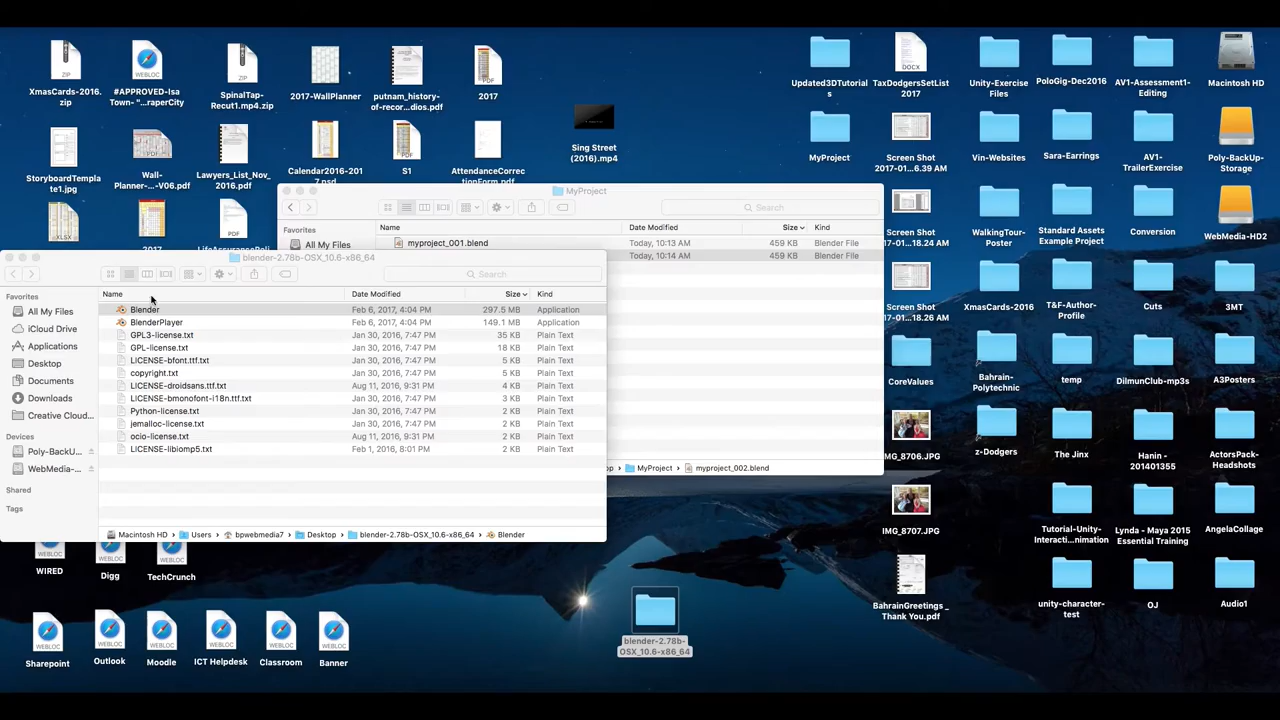 XmasCards-2016.
zip
#APPROVED-Isa
Town- "...raperCity
SpinalTap-
Recut1.mp4.zip
2017-WallPlanner
putnam_history-
of-recor...dios.pdf
2017
StoryboardTempla
te1.jpg
Wall-
Planner-...-V06.pdf
Lawyers_List_Nov
_2016.pdf
Calendar2016-201
7.psd
S1
AttendanceCorrec
tionForm.pdf
Sing Street
(2016).mp4
Updated3DTutorial
s
TaxDodgersSetList
2017
Unity-Exercise
Files
PoloGig-Dec2016
AV1-Assessment1-
Editing
Macintosh HD
MyProject
Screen Shot
2017-01...6.39 AM
Vin-Websites
Sara-Earrings
AV1-
TrailerExercise
Poly-BackUp-
Storage
Screen Shot
-01...18.24 AM
WalkingTour-
Poster
Standard Assets
Example Project
Conversion
WebMedia-HD2
Screen Shot
-01...18.26 AM
XmasCards-2016
T&F-Author-
Profile
Cuts
3MT
CoreValues
Bahrain-
Polytechnic
temp
DilmunClub-mp3s
A3Posters
IMG_8706.JPG
z-Dodgers
The Jinx
Hanin -
201401355
ActorsPack-
Headshots
IMG_8707.JPG
Tutorial-Unity-
Interacti...nimation
Lynda - Maya 2015
Essential Training
AngelaCollage
BahrainGreetings_
Thank You.pdf
unity-character-
test
OJ
Audio1
MyProject
Search
Favorites
All My Files
Name
Date Modified
Size
Kind
myproject_001.blend
Today, 10:13 AM
459 KB
Blender File
Today, 10:14 AM
459 KB
Blender File
MyProject
myproject_002.blend
blender-2.78b-OSX_10.6-x86_64
Search
Favorites
All My Files
iCloud Drive
Applications
Desktop
Documents
Downloads
Creative Cloud...
Devices
Poly-BackU...
WebMedia-...
Shared
Tags
Name
Date Modified
Size
Kind
Blender
Feb 6, 2017, 4:04 PM
297.5 MB
Application
BlenderPlayer
Feb 6, 2017, 4:04 PM
149.1 MB
Application
GPL3-license.txt
Jan 30, 2016, 7:47 PM
35 KB
Plain Text
GPL-license.txt
Jan 30, 2016, 7:47 PM
18 KB
Plain Text
LICENSE-bfont.ttf.txt
Jan 30, 2016, 7:47 PM
5 KB
Plain Text
copyright.txt
Jan 30, 2016, 7:47 PM
5 KB
Plain Text
LICENSE-droidsans.ttf.txt
Aug 11, 2016, 9:31 PM
4 KB
Plain Text
LICENSE-bmonofont-i18n.ttf.txt
Jan 30, 2016, 7:47 PM
3 KB
Plain Text
Python-license.txt
Jan 30, 2016, 7:47 PM
2 KB
Plain Text
jemalloc-license.txt
Jan 30, 2016, 7:47 PM
2 KB
Plain Text
ocio-license.txt
Aug 11, 2016, 9:31 PM
2 KB
Plain Text
LICENSE-libiomp5.txt
Feb 1, 2016, 8:01 PM
2 KB
Plain Text
Macintosh HD
Users
bpwebmedia7
Desktop
blender-2.78b-OSX_10.6-x86_64
Blender
WIRED
Digg
TechCrunch
Sharepoint
Outlook
Moodle
ICT Helpdesk
Classroom
Banner
blender-2.78b-
OSX_10.6-x86_64